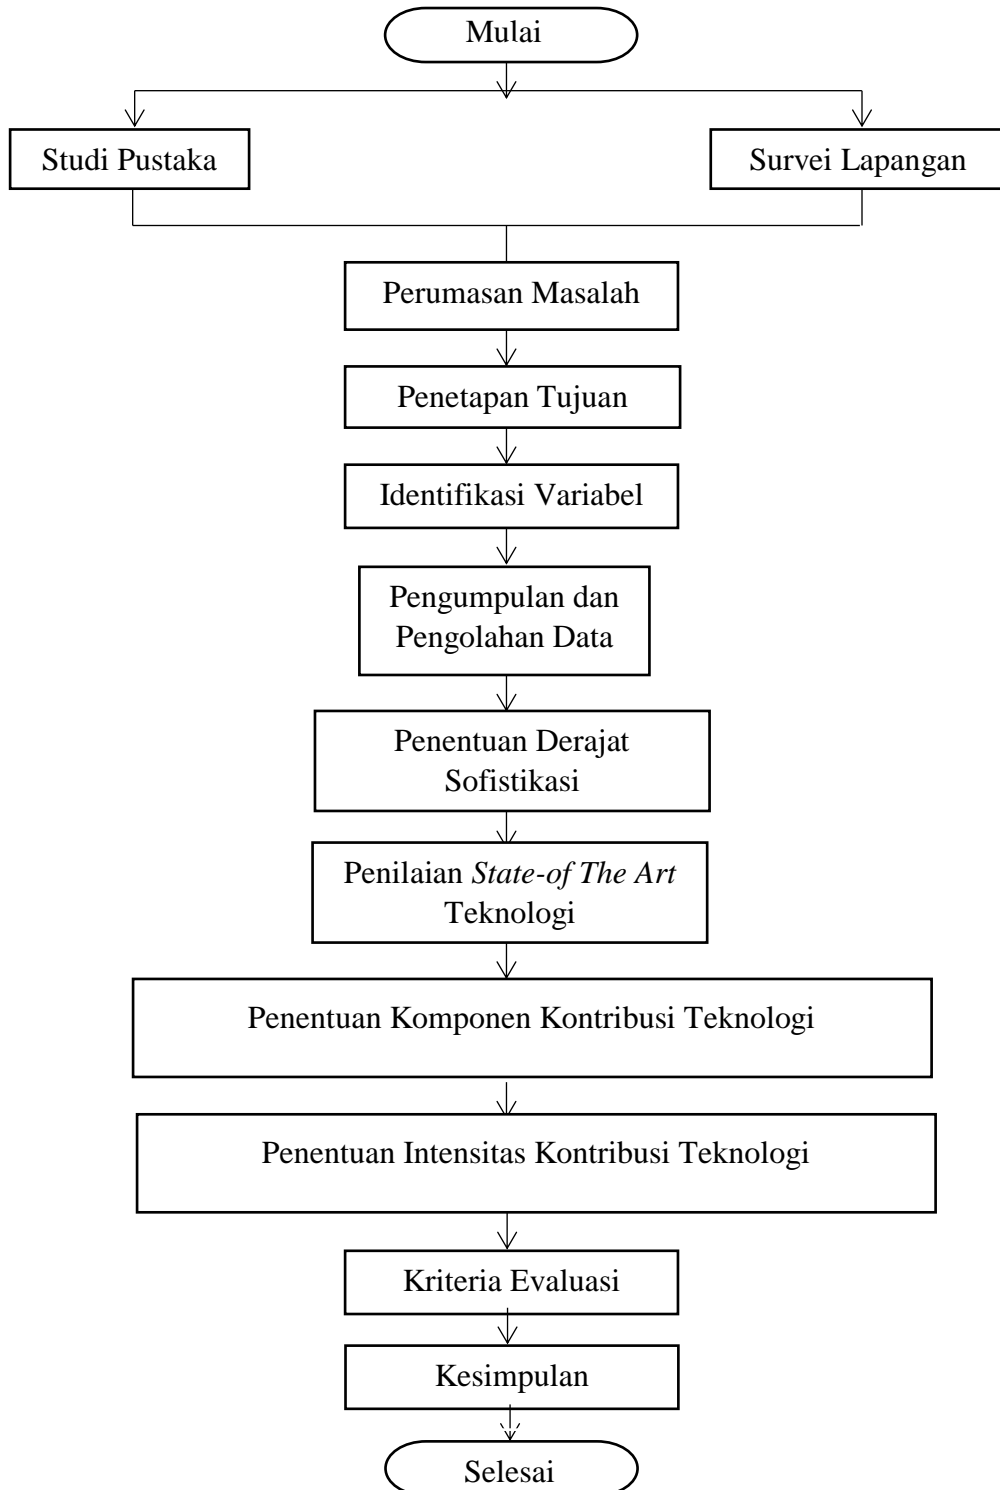 Mulai
Studi Pustaka
Survei Lapangan
Perumasan Masalah
Penetapan Tujuan
Identifikasi Variabel
Pengumpulan dan
Pengolahan Data
Penentuan Derajat
Sofistikasi
Penilaian State-of The Art
Teknologi
Penentuan Komponen Kontribusi Teknologi
Penentuan Intensitas Kontribusi Teknologi
Kriteria Evaluasi
Kesimpulan
Selesai